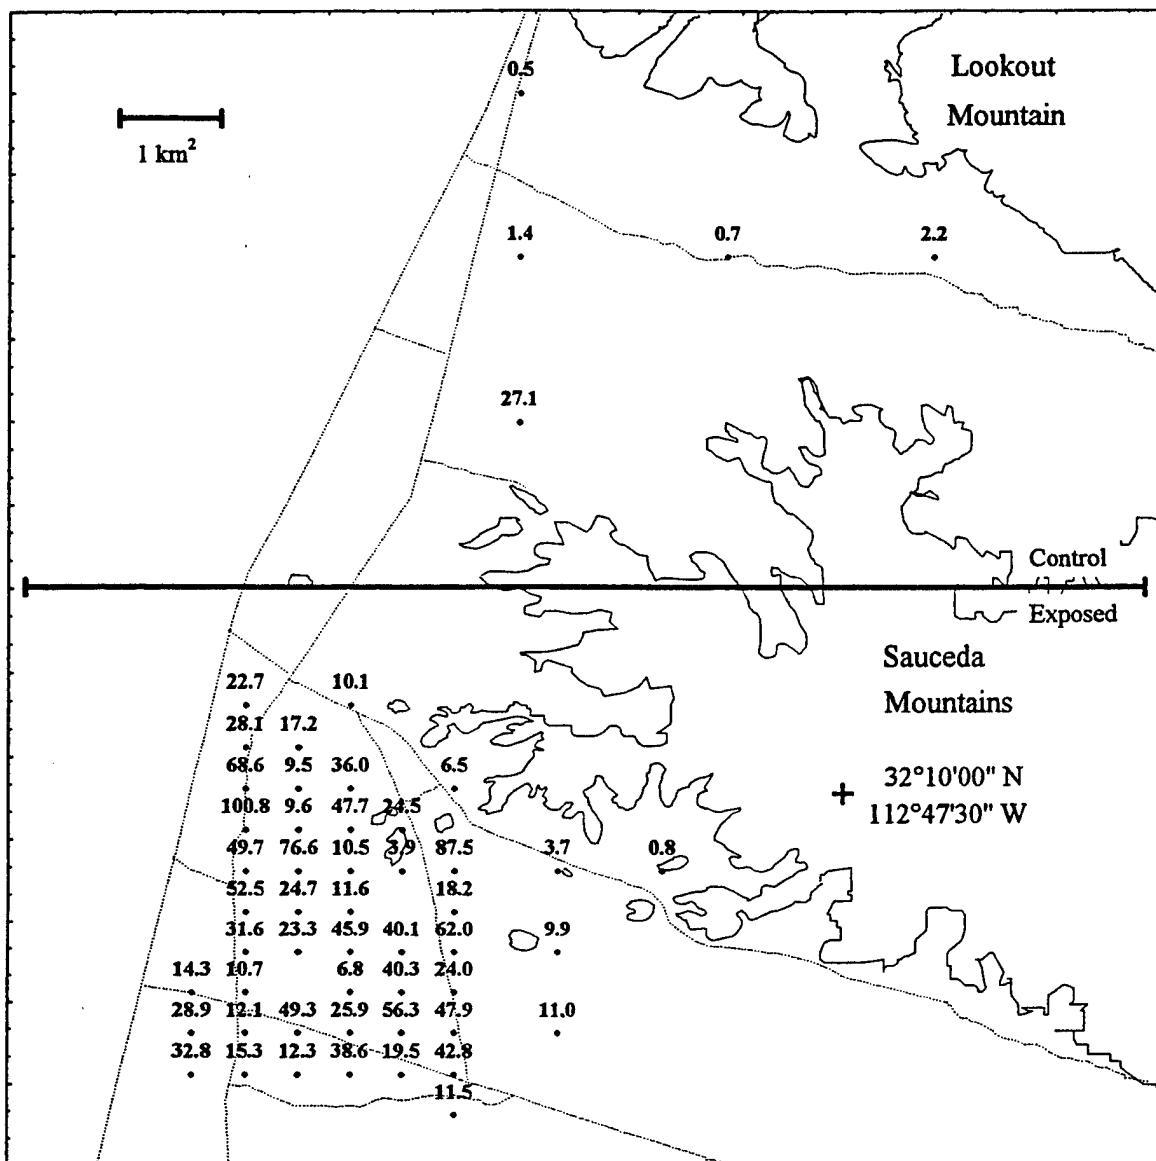 0.5
Lookout
Mountain
1 km²
1.4 0.7 2.2
27.1
Control
Exposed
Sauceda
Mountains
22.7 10.1
28.1 17.2
68.6 9.5 36.0 6.5
32°10'00" N
100.8 9.6 47.7 24.5
112°47'30" W
49.7 76.6 10.5 3.9 87.5 3.7 0.8
52.5 24.7 11.6 18.2
31.6 23.3 45.9 40.1 62.0 9.9
14.3 10.7 6.8 40.3 24.0
28.9 12.1 49.3 25.9 56.3 47.9 11.0
32.8 15.3 12.3 38.6 19.5 42.8
11.5